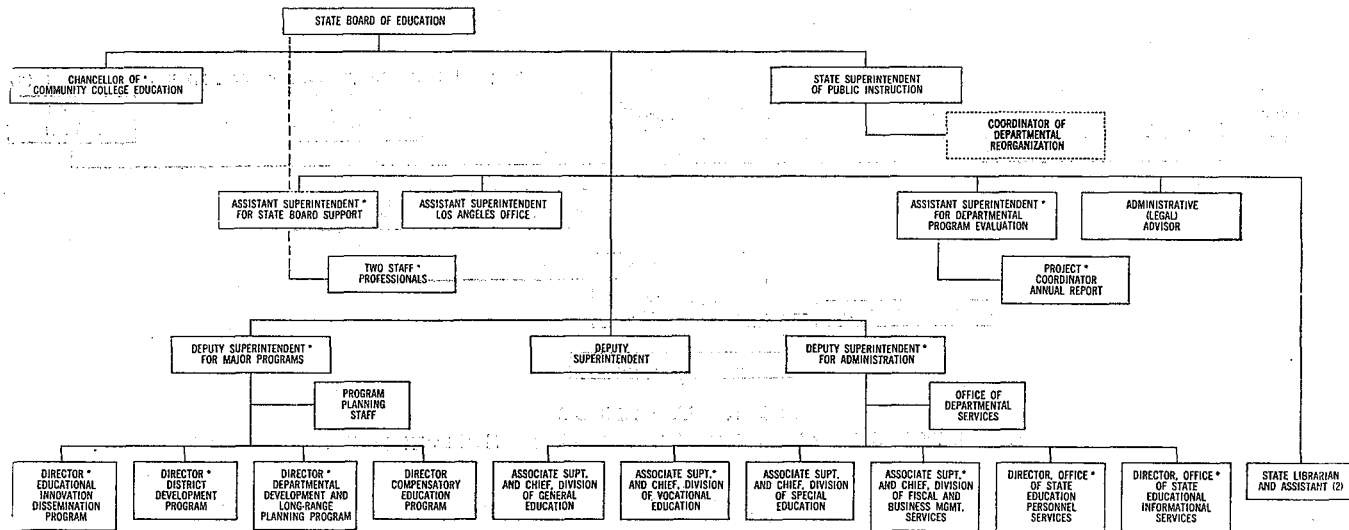 STATE BOARD OF EDUCATION
CHANCELLOR OF *
COMMUNITY COLLEGE EDUCATION
STATE SUPERINTENDENT
OF PUBLIC INSTRUCTION
COORDINATOR OF
DEPARTMENTAL
REORGANIZATION
ASSISTANT SUPERINTENDENT *
FOR STATE BOARD SUPPORT
ASSISTANT SUPERINTENDENT
LOS ANGELES OFFICE
ASSISTANT SUPERINTENDENT *
FOR DEPARTMENTAL
PROGRAM EVALUATION
ADMINISTRATIVE
(LEGAL)
ADVISOR
TWO STAFF *
PROFESSIONALS
PROJECT *
COORDINATOR
ANNUAL REPORT
DEPUTY SUPERINTENDENT *
FOR MAJOR PROGRAMS
DEPUTY
SUPERINTENDENT
DEPUTY SUPERINTENDENT *
FOR ADMINISTRATION
PROGRAM
PLANNING
STAFF
OFFICE OF
DEPARTMENTAL
SERVICES
DIRECTOR *
EDUCATIONAL
INNOVATION
DISSEMINATION
PROGRAM
DIRECTOR *
DISTRICT
DEVELOPMENT
PROGRAM
DIRECTOR *
DEPARTMENTAL
DEVELOPMENT AND
LONG-RANGE
PLANNING PROGRAM
DIRECTOR
COMPENSATORY
EDUCATION
PROGRAM
ASSOCIATE SUPT.
AND CHIEF, DIVISION
OF GENERAL
EDUCATION
ASSOCIATE SUPT.*
AND CHIEF, DIVISION
OF VOCATIONAL
EDUCATION
ASSOCIATE SUPT.
AND CHIEF, DIVISION
OF SPECIAL
EDUCATION
ASSOCIATE SUPT.*
AND CHIEF, DIVISION
OF FISCAL AND
BUSINESS MGMT.
SERVICES
DIRECTOR, OFFICE *
OF STATE
EDUCATION
PERSONNEL
SERVICES
DIRECTOR, OFFICE *
OF STATE
EDUCATIONAL
INFORMATIONAL
SERVICES
STATE LIBRARIAN
AND ASSISTANT (2)